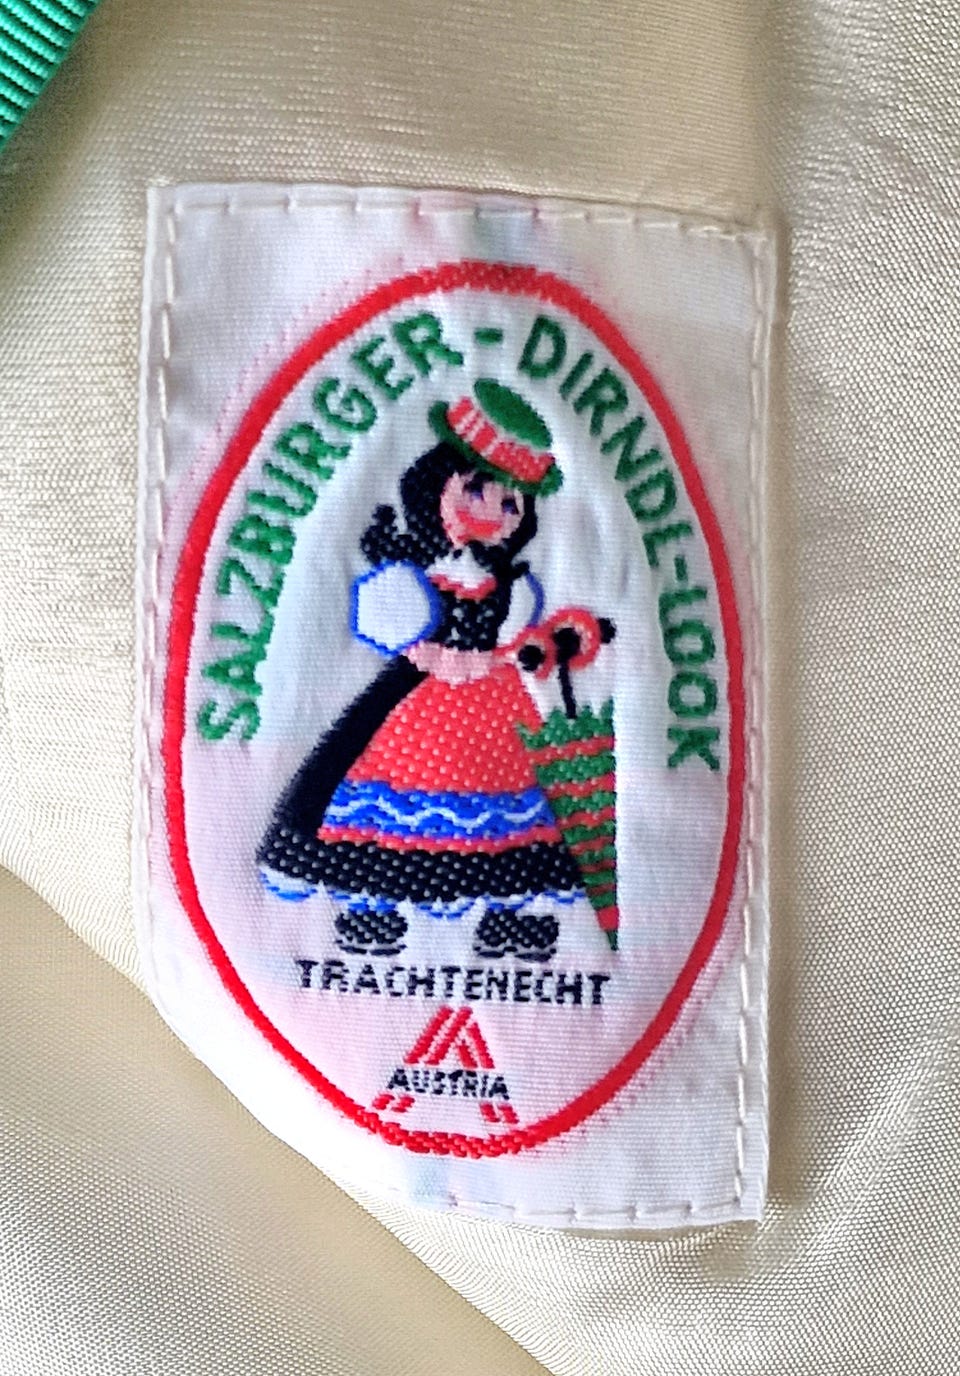 SALZBURGER - DIRNDL-LOOK
TRACHTENECHT
AUSTRIA